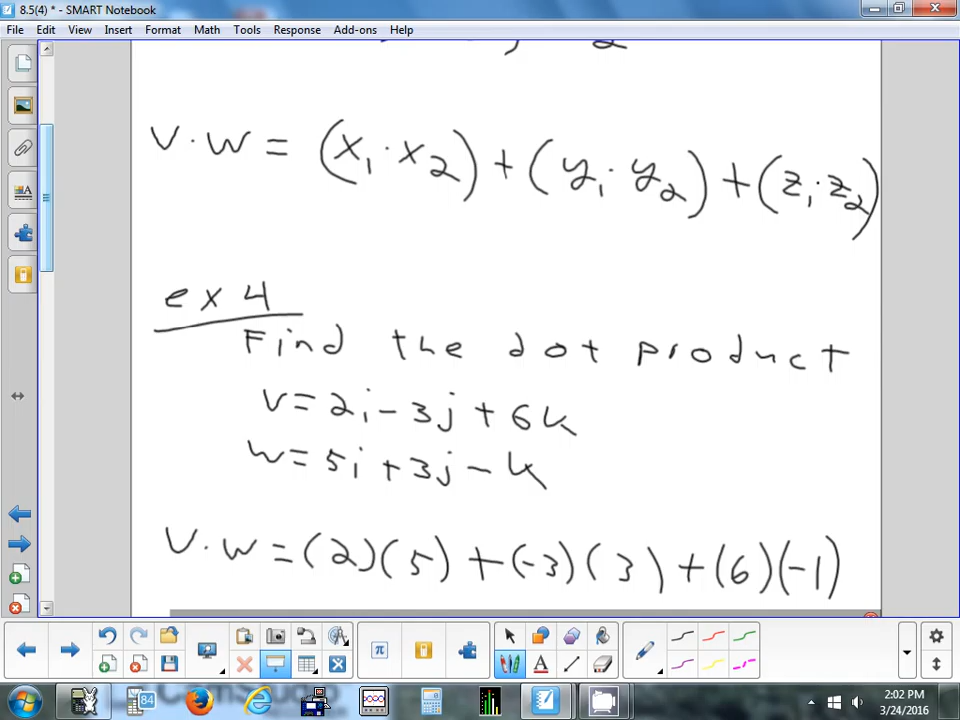 8.5(4) * - SMART Notebook
File Edit View Insert Format Math Tools Response Add-ons Help
2
V · W = (x₁ · x₂) + (y₁ · y₂) + (z₁ · z₂)
ex 4
Find the dot product
v = 2i - 3j + 6k
w = 5i + 3j - k
V · W = (2)(5) + (-3)(3) + (6)(-1)
π
A
84
2:02 PM
3/24/2016